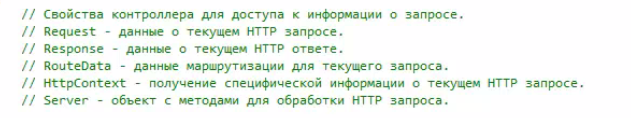 // Свойства контроллера для доступа к информации о запросе.
// Request - данные о текущем HTTP запросе.
// Response - данные о текущем HTTP ответе.
// RouteData - данные маршрутизации для текущего запроса.
// HttpContext - получение специфической информации о текущем HTTP запросе.
// Server - объект с методами для обработки HTTP запроса.